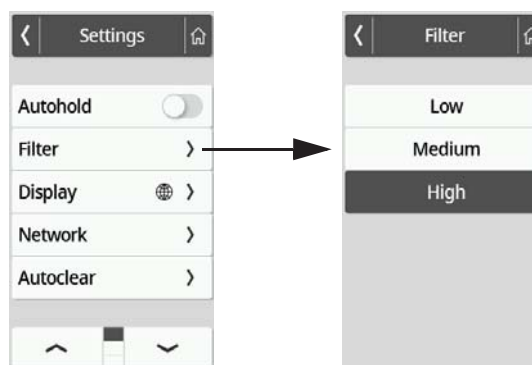 Settings
Autohold
Filter
Display
Network
Autoclear
Filter
Low
Medium
High